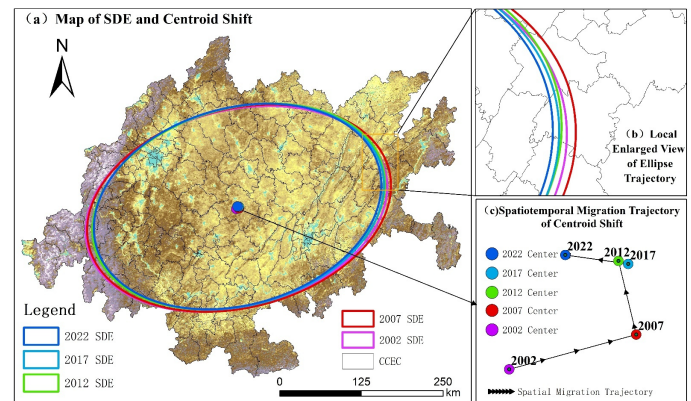 (a) Map of SDE and Centroid Shift
N
Legend
2022 SDE
2017 SDE
2012 SDE
2007 SDE
2002 SDE
CCEC
0 125 250
km
(b) Local
Enlarged View
of Ellipse
Trajectory
(c)Spatiotemporal Migration Trajectory
of Centroid Shift
2022 Center
2017 Center
2012 Center
2007 Center
2002 Center
2022
2012
2017
2007
2002
Spatial Migration Trajectory